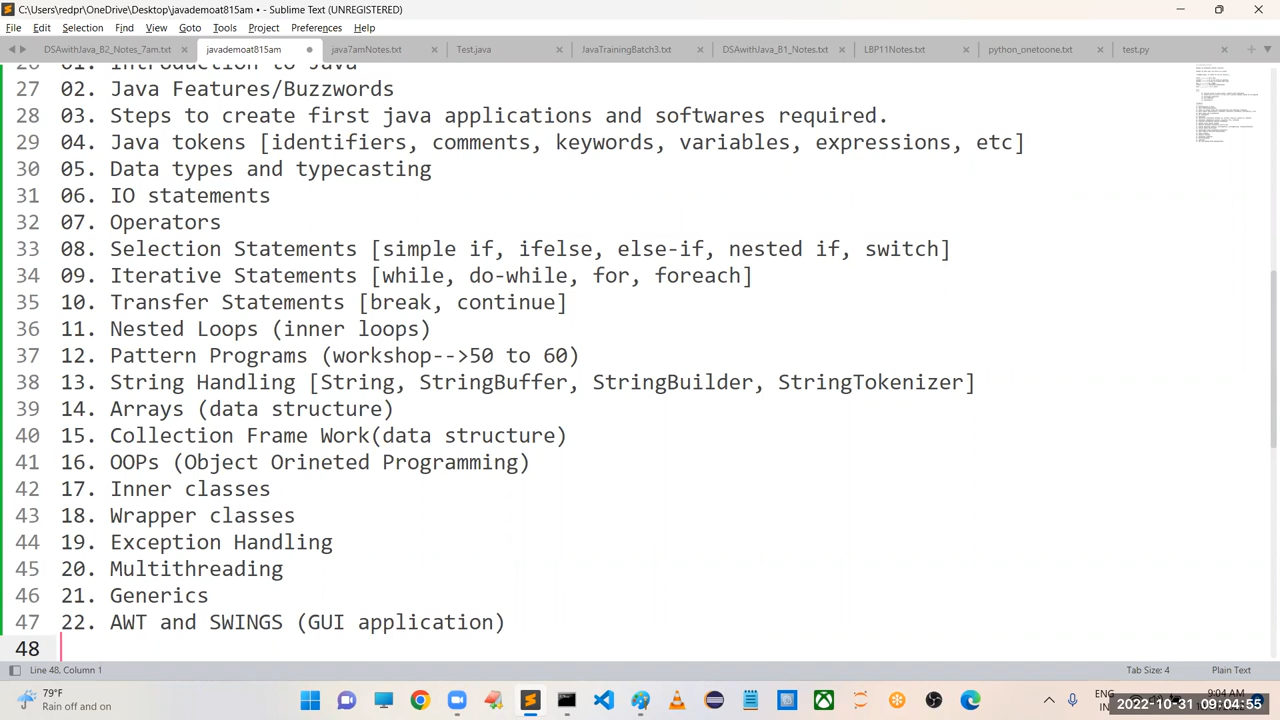 C:\Users\redpr\OneDrive\Desktop\javademoat815am • - Sublime Text (UNREGISTERED)
File Edit Selection Find View Goto Tools Project Preferences Help
DSAwithJava_B2_Notes_7am.txt × javademoat815am java7amNotes.txt × Test.java × JavaTrainingBatch3.txt × DSAwithJava_B1_Notes.txt × LBP11Notes.txt × python_onetoone.txt × test.py ×
26 01. Introduction to Java
27 02. Java Features/Buzzwords
28 03. Steps to create first java applications and softwares required.
29 04. Java tokens [identifiers, comments, keywords, variables, expressions, etc]
30 05. Data types and typecasting
31 06. IO statements
32 07. Operators
33 08. Selection Statements [simple if, ifelse, else-if, nested if, switch]
34 09. Iterative Statements [while, do-while, for, foreach]
35 10. Transfer Statements [break, continue]
36 11. Nested Loops (inner loops)
37 12. Pattern Programs (workshop-->50 to 60)
38 13. String Handling [String, StringBuffer, StringBuilder, StringTokenizer]
39 14. Arrays (data structure)
40 15. Collection Frame Work(data structure)
41 16. OOPs (Object Orineted Programming)
42 17. Inner classes
43 18. Wrapper classes
44 19. Exception Handling
45 20. Multithreading
46 21. Generics
47 22. AWT and SWINGS (GUI application)
48
Line 48, Column 1 Tab Size: 4 Plain Text
79°F
Rain off and on
ENG 9:04 AM
2022-10-31 09:04:55